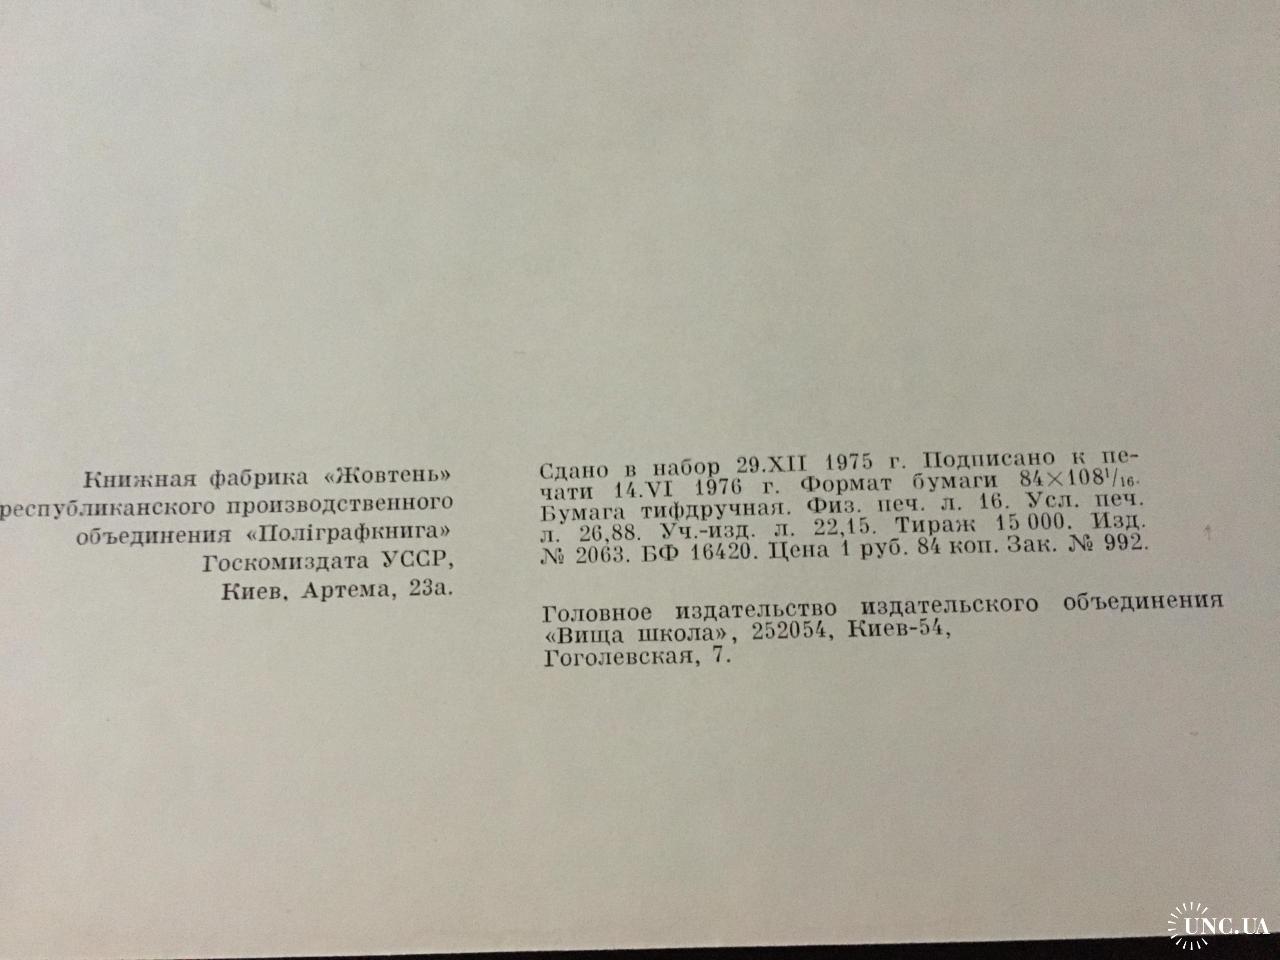 Книжная фабрика «Жовтень»
республиканского производственного
объединения «Поліграфкнига»
Госкомиздата УССР,
Киев, Артема, 23а.
Сдано в набор 29.XII 1975 г. Подписано к пе-
чати 14.VI 1976 г. Формат бумаги 84×108¹/₁₆.
Бумага тифдручная. Физ. печ. л. 16. Усл. печ.
л. 26,88. Уч.-изд. л. 22,15. Тираж 15 000. Изд.
№ 2063. БФ 16420. Цена 1 руб. 84 коп. Зак. № 992.
Головное издательство издательского объединения
«Вища школа», 252054, Киев-54,
Гоголевская, 7.
UNC.UA